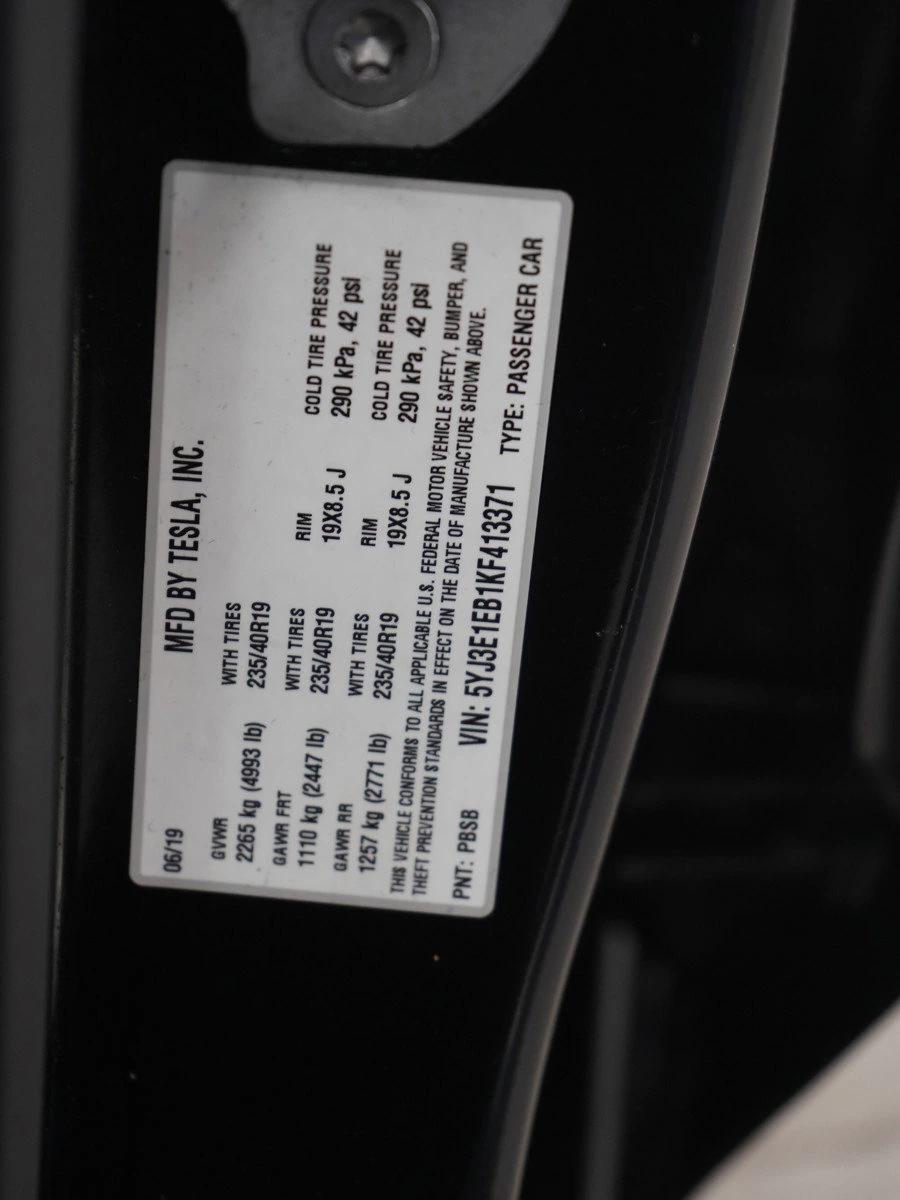 06/19 MFD BY TESLA, INC.
GVWR WITH TIRES
2265 kg (4993 lb) 235/40R19
GAWR FRT WITH TIRES RIM COLD TIRE PRESSURE
1110 kg (2447 lb) 235/40R19 19X8.5 J 290 kPa, 42 psi
GAWR RR WITH TIRES RIM COLD TIRE PRESSURE
1257 kg (2771 lb) 235/40R19 19X8.5 J 290 kPa, 42 psi
THIS VEHICLE CONFORMS TO ALL APPLICABLE U.S. FEDERAL MOTOR VEHICLE SAFETY, BUMPER, AND
THEFT PREVENTION STANDARDS IN EFFECT ON THE DATE OF MANUFACTURE SHOWN ABOVE.
PNT: PBSB VIN: 5YJ3E1EB1KF413371 TYPE: PASSENGER CAR